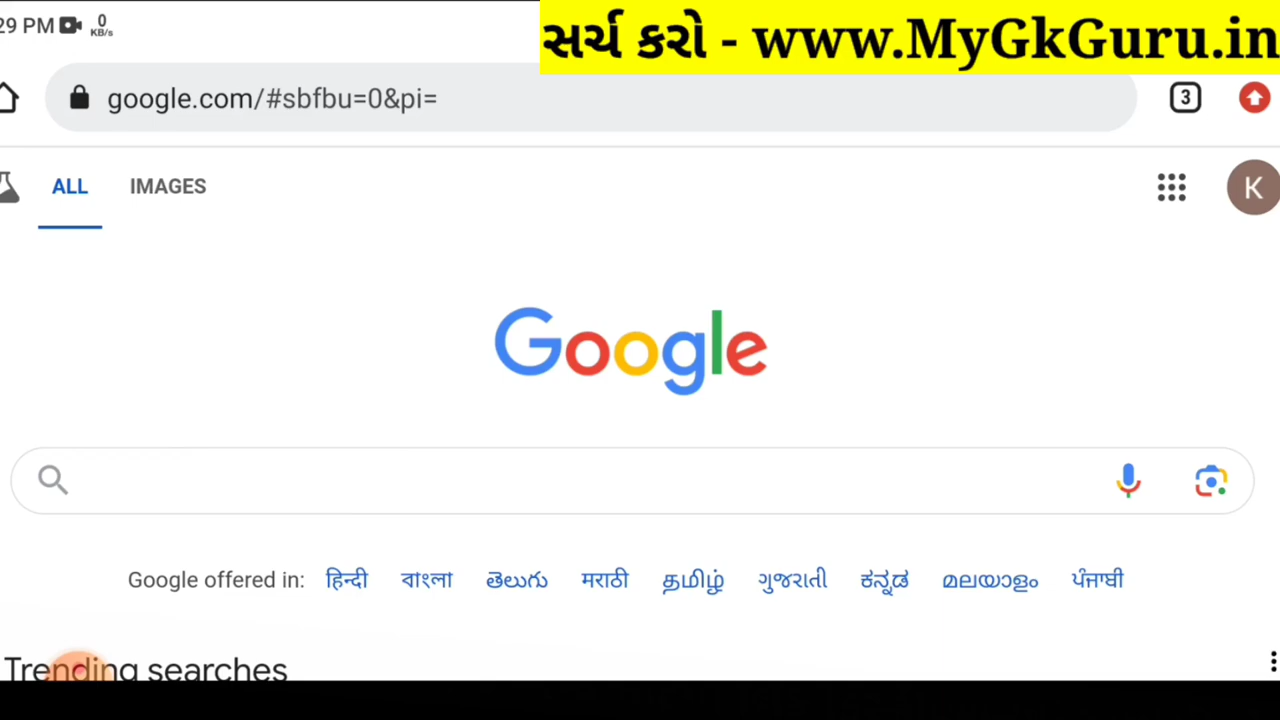 29 PM 0 KB/s
સર્ચ કરો - www.MyGkGuru.in
google.com/#sbfbu=0&pi=
3
ALL IMAGES
K
Google
Google offered in: हिन्दी বাংলা తెలుగు मराठी தமிழ் ગુજરાતી ಕನ್ನಡ മലയാളം ਪੰਜਾਬੀ
Trending searches